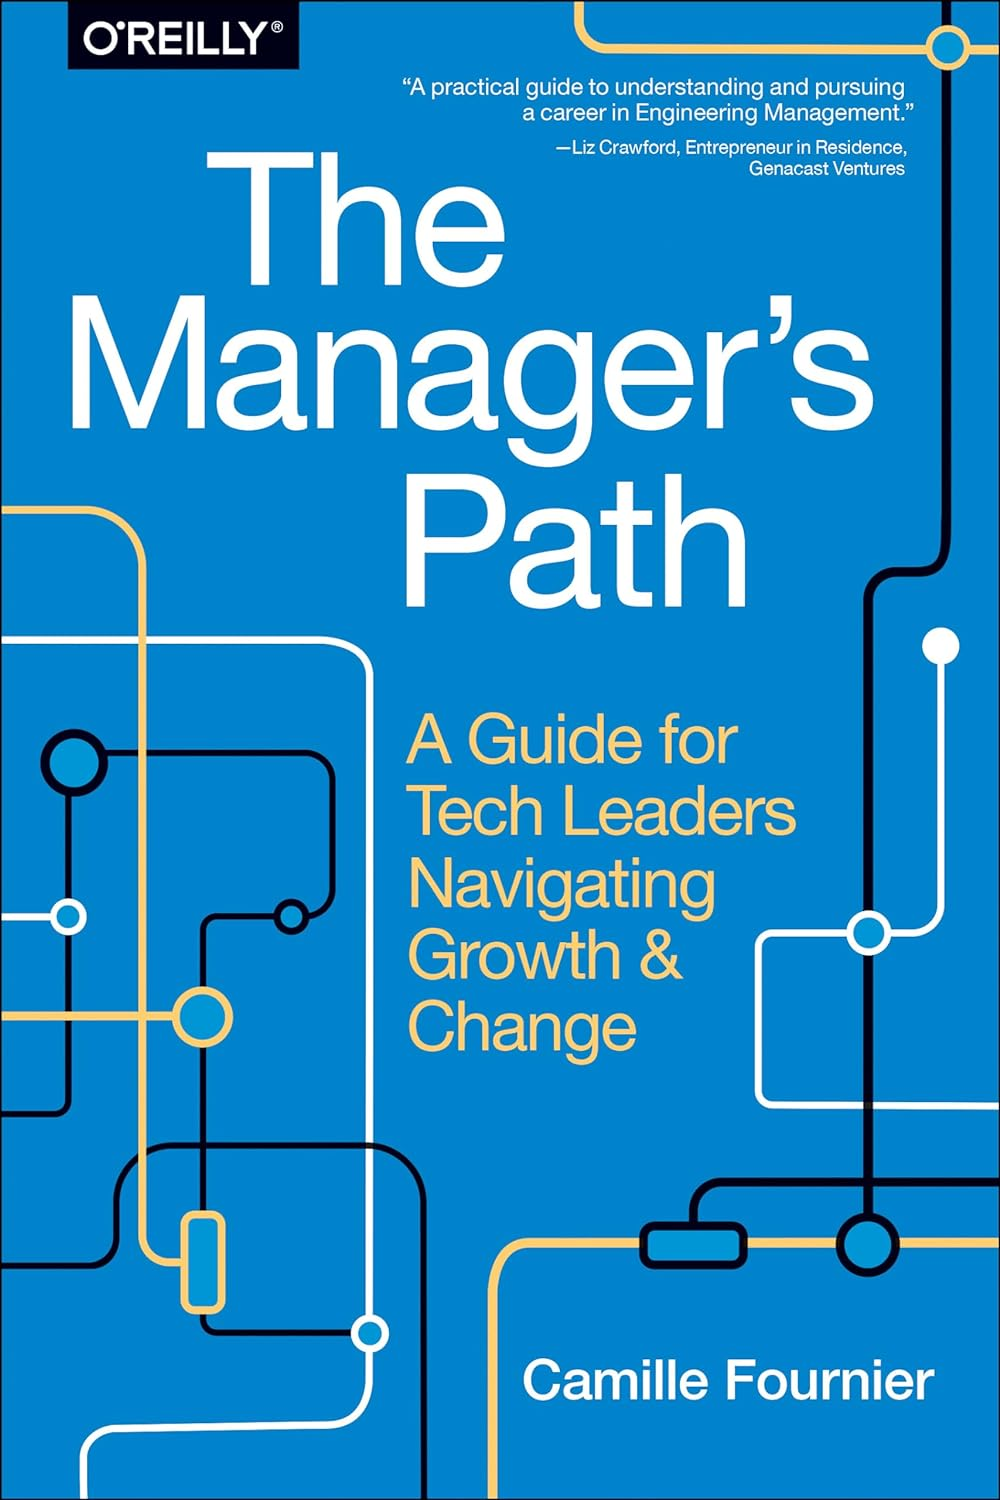 O'REILLY®
“A practical guide to understanding and pursuing
a career in Engineering Management.”
—Liz Crawford, Entrepreneur in Residence,
Genacast Ventures
The
Manager’s
Path
A Guide for
Tech Leaders
Navigating
Growth &
Change
Camille Fournier